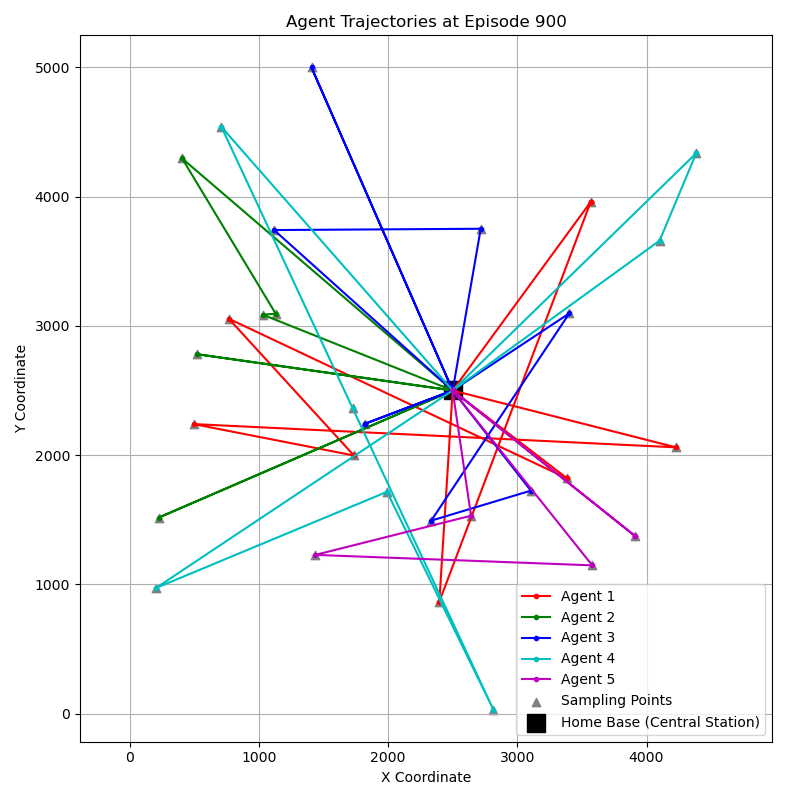 Agent Trajectories at Episode 900
5000
4000
3000
2000
1000
0
Y Coordinate
0 1000 2000 3000 4000
X Coordinate
Agent 1
Agent 2
Agent 3
Agent 4
Agent 5
Sampling Points
Home Base (Central Station)